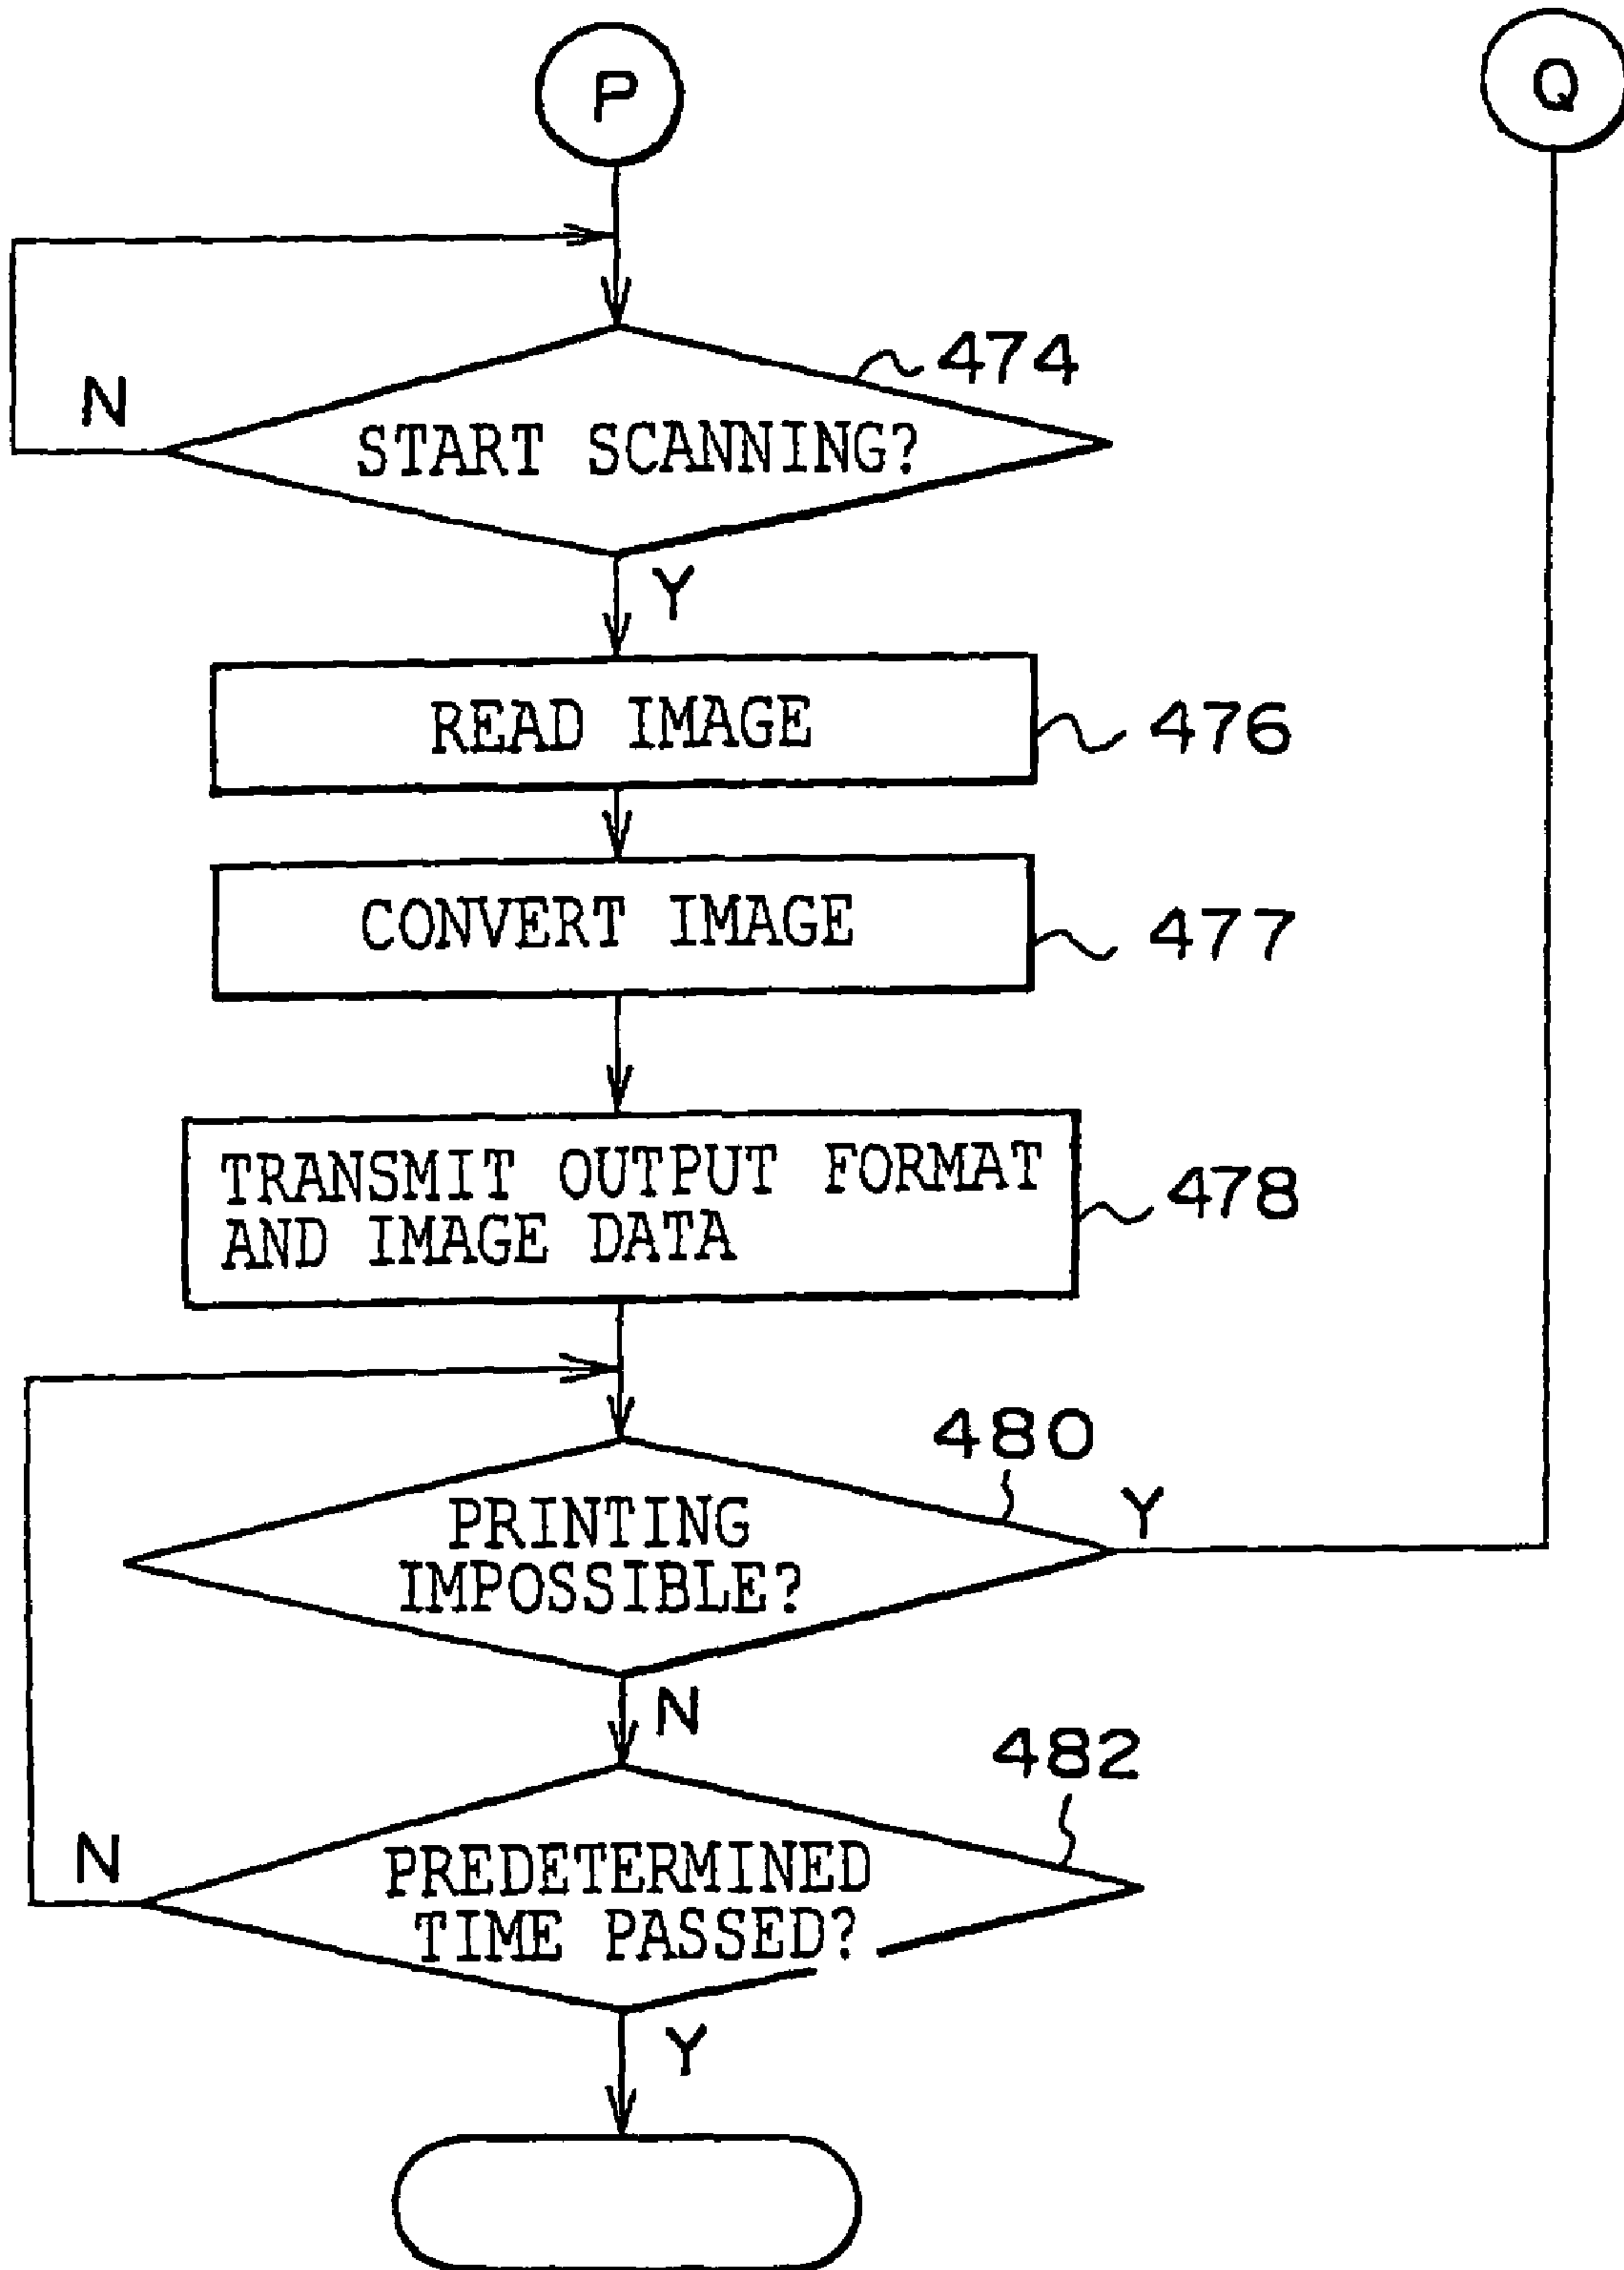 P
Q
474
N
START SCANNING?
Y
READ IMAGE
476
CONVERT IMAGE
477
TRANSMIT OUTPUT FORMAT
AND IMAGE DATA
478
480
PRINTING
IMPOSSIBLE?
Y
N
482
N
PREDETERMINED
TIME PASSED?
Y